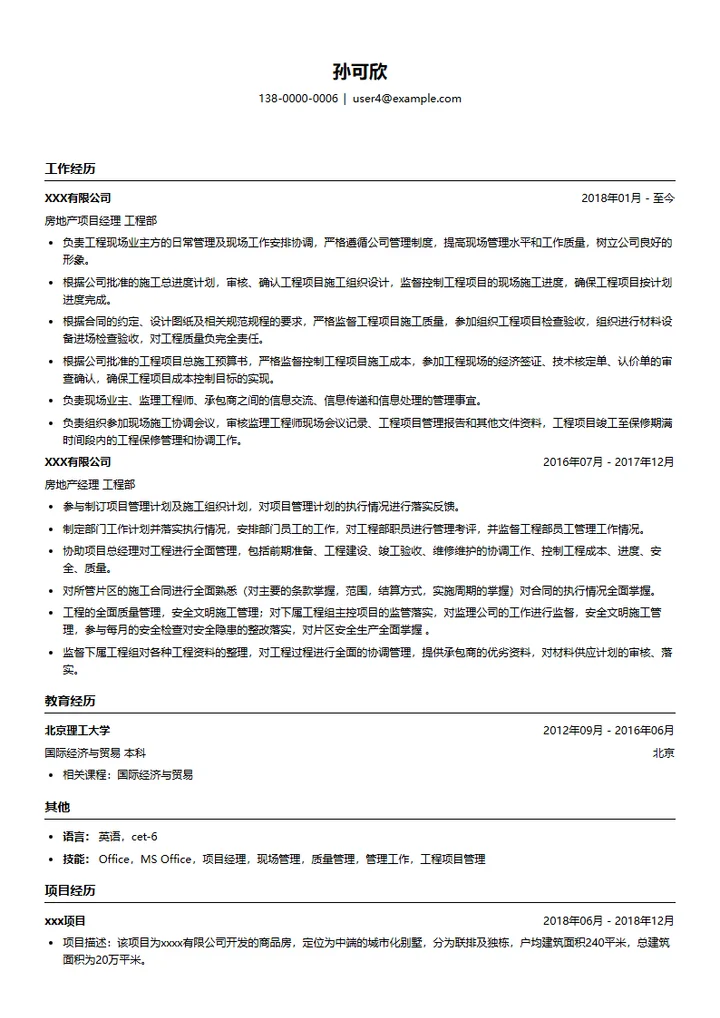 孙可欣
138-0000-0006 | user4@example.com
工作经历
XXX有限公司 2018年01月 - 至今
房地产项目经理 工程部
• 负责工程现场业主方的日常管理及现场工作安排协调，严格遵循公司管理制度，提高现场管理水平和工作质量，树立公司良好的
形象。
• 根据公司批准的施工总进度计划，审核、确认工程项目施工组织设计，监督控制工程项目的现场施工进度，确保工程项目按计划
进度完成。
• 根据合同的约定、设计图纸及相关规范规程的要求，严格监督工程项目施工质量，参加组织工程项目检查验收，组织进行材料设
备进场检查验收，对工程质量负完全责任。
• 根据公司批准的工程项目总施工预算书，严格监督控制工程项目施工成本，参加工程现场的经济签证、技术核定单、认价单的审
查确认，确保工程项目成本控制目标的实现。
• 负责现场业主、监理工程师、承包商之间的信息交流、信息传递和信息处理的管理事宜。
• 负责组织参加现场施工协调会议，审核监理工程师现场会议记录、工程项目管理报告和其他文件资料，工程项目竣工至保修期满
时间段内的工程保修管理和协调工作。
XXX有限公司 2016年07月 - 2017年12月
房地产经理 工程部
• 参与制订项目管理计划及施工组织计划，对项目管理计划的执行情况进行落实反馈。
• 制定部门工作计划并落实执行情况，安排部门员工的工作，对工程部职员进行管理考评，并监督工程部员工管理工作情况。
• 协助项目总经理对工程进行全面管理，包括前期准备、工程建设、竣工验收、维修维护的协调工作、控制工程成本、进度、安
全、质量。
• 对所管片区的施工合同进行全面熟悉（对主要的条款掌握，范围，结算方式，实施周期的掌握）对合同的执行情况全面掌握。
• 工程的全面质量管理，安全文明施工管理；对下属工程组主控项目的监管落实，对监理公司的工作进行监督，安全文明施工管
理，参与每月的安全检查对安全隐患的整改落实，对片区安全生产全面掌握 。
• 监督下属工程组对各种工程资料的整理，对工程过程进行全面的协调管理，提供承包商的优劣资料，对材料供应计划的审核、落
实。
教育经历
北京理工大学 2012年09月 - 2016年06月
国际经济与贸易 本科 北京
• 相关课程：国际经济与贸易
其他
• 语言： 英语，cet-6
• 技能： Office，MS Office，项目经理，现场管理，质量管理，管理工作，工程项目管理
项目经历
xxx项目 2018年06月 - 2018年12月
• 项目描述：该项目为xxxx有限公司开发的商品房，定位为中端的城市化别墅，分为联排及独栋，户均建筑面积240平米，总建筑
面积为20万平米。